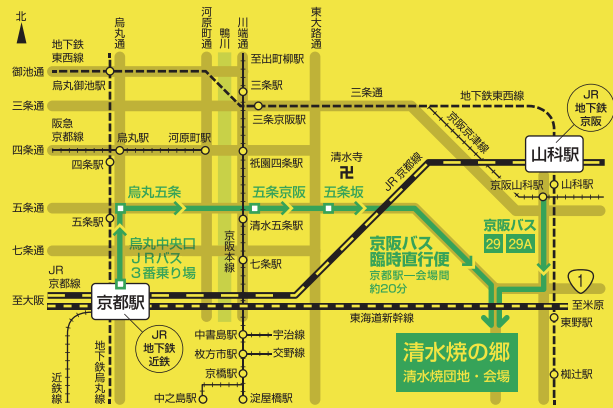 北
烏丸通
河原町通
鴨川
川端通
東大路通
地下鉄
東西線
御池通
烏丸御池駅
至出町柳駅
三条駅
三条通
三条京阪駅
三条通
地下鉄東西線
JR
地下鉄
京阪
阪急
京都線
烏丸駅
河原町駅
四条通
四条駅
祇園四条駅
清水寺
卍
JR京都線
京阪京津線
山科駅
京阪山科駅
山科駅
烏丸五条
五条京阪
五条坂
五条通
五条駅
清水五条駅
京阪バス
29
29A
烏丸中央口
JRバス
3番乗り場
京阪本線
京阪バス
臨時直行便
京都駅―会場間
約20分
七条通
七条駅
JR
京都線
至大阪
京都駅
1
至米原
東海道新幹線
東野駅
JR
地下鉄
近鉄
中書島駅
宇治線
枚方市駅
交野線
京橋駅
中之島駅
淀屋橋駅
近鉄線
地下鉄烏丸線
清水焼の郷
清水焼団地・会場
椥辻駅